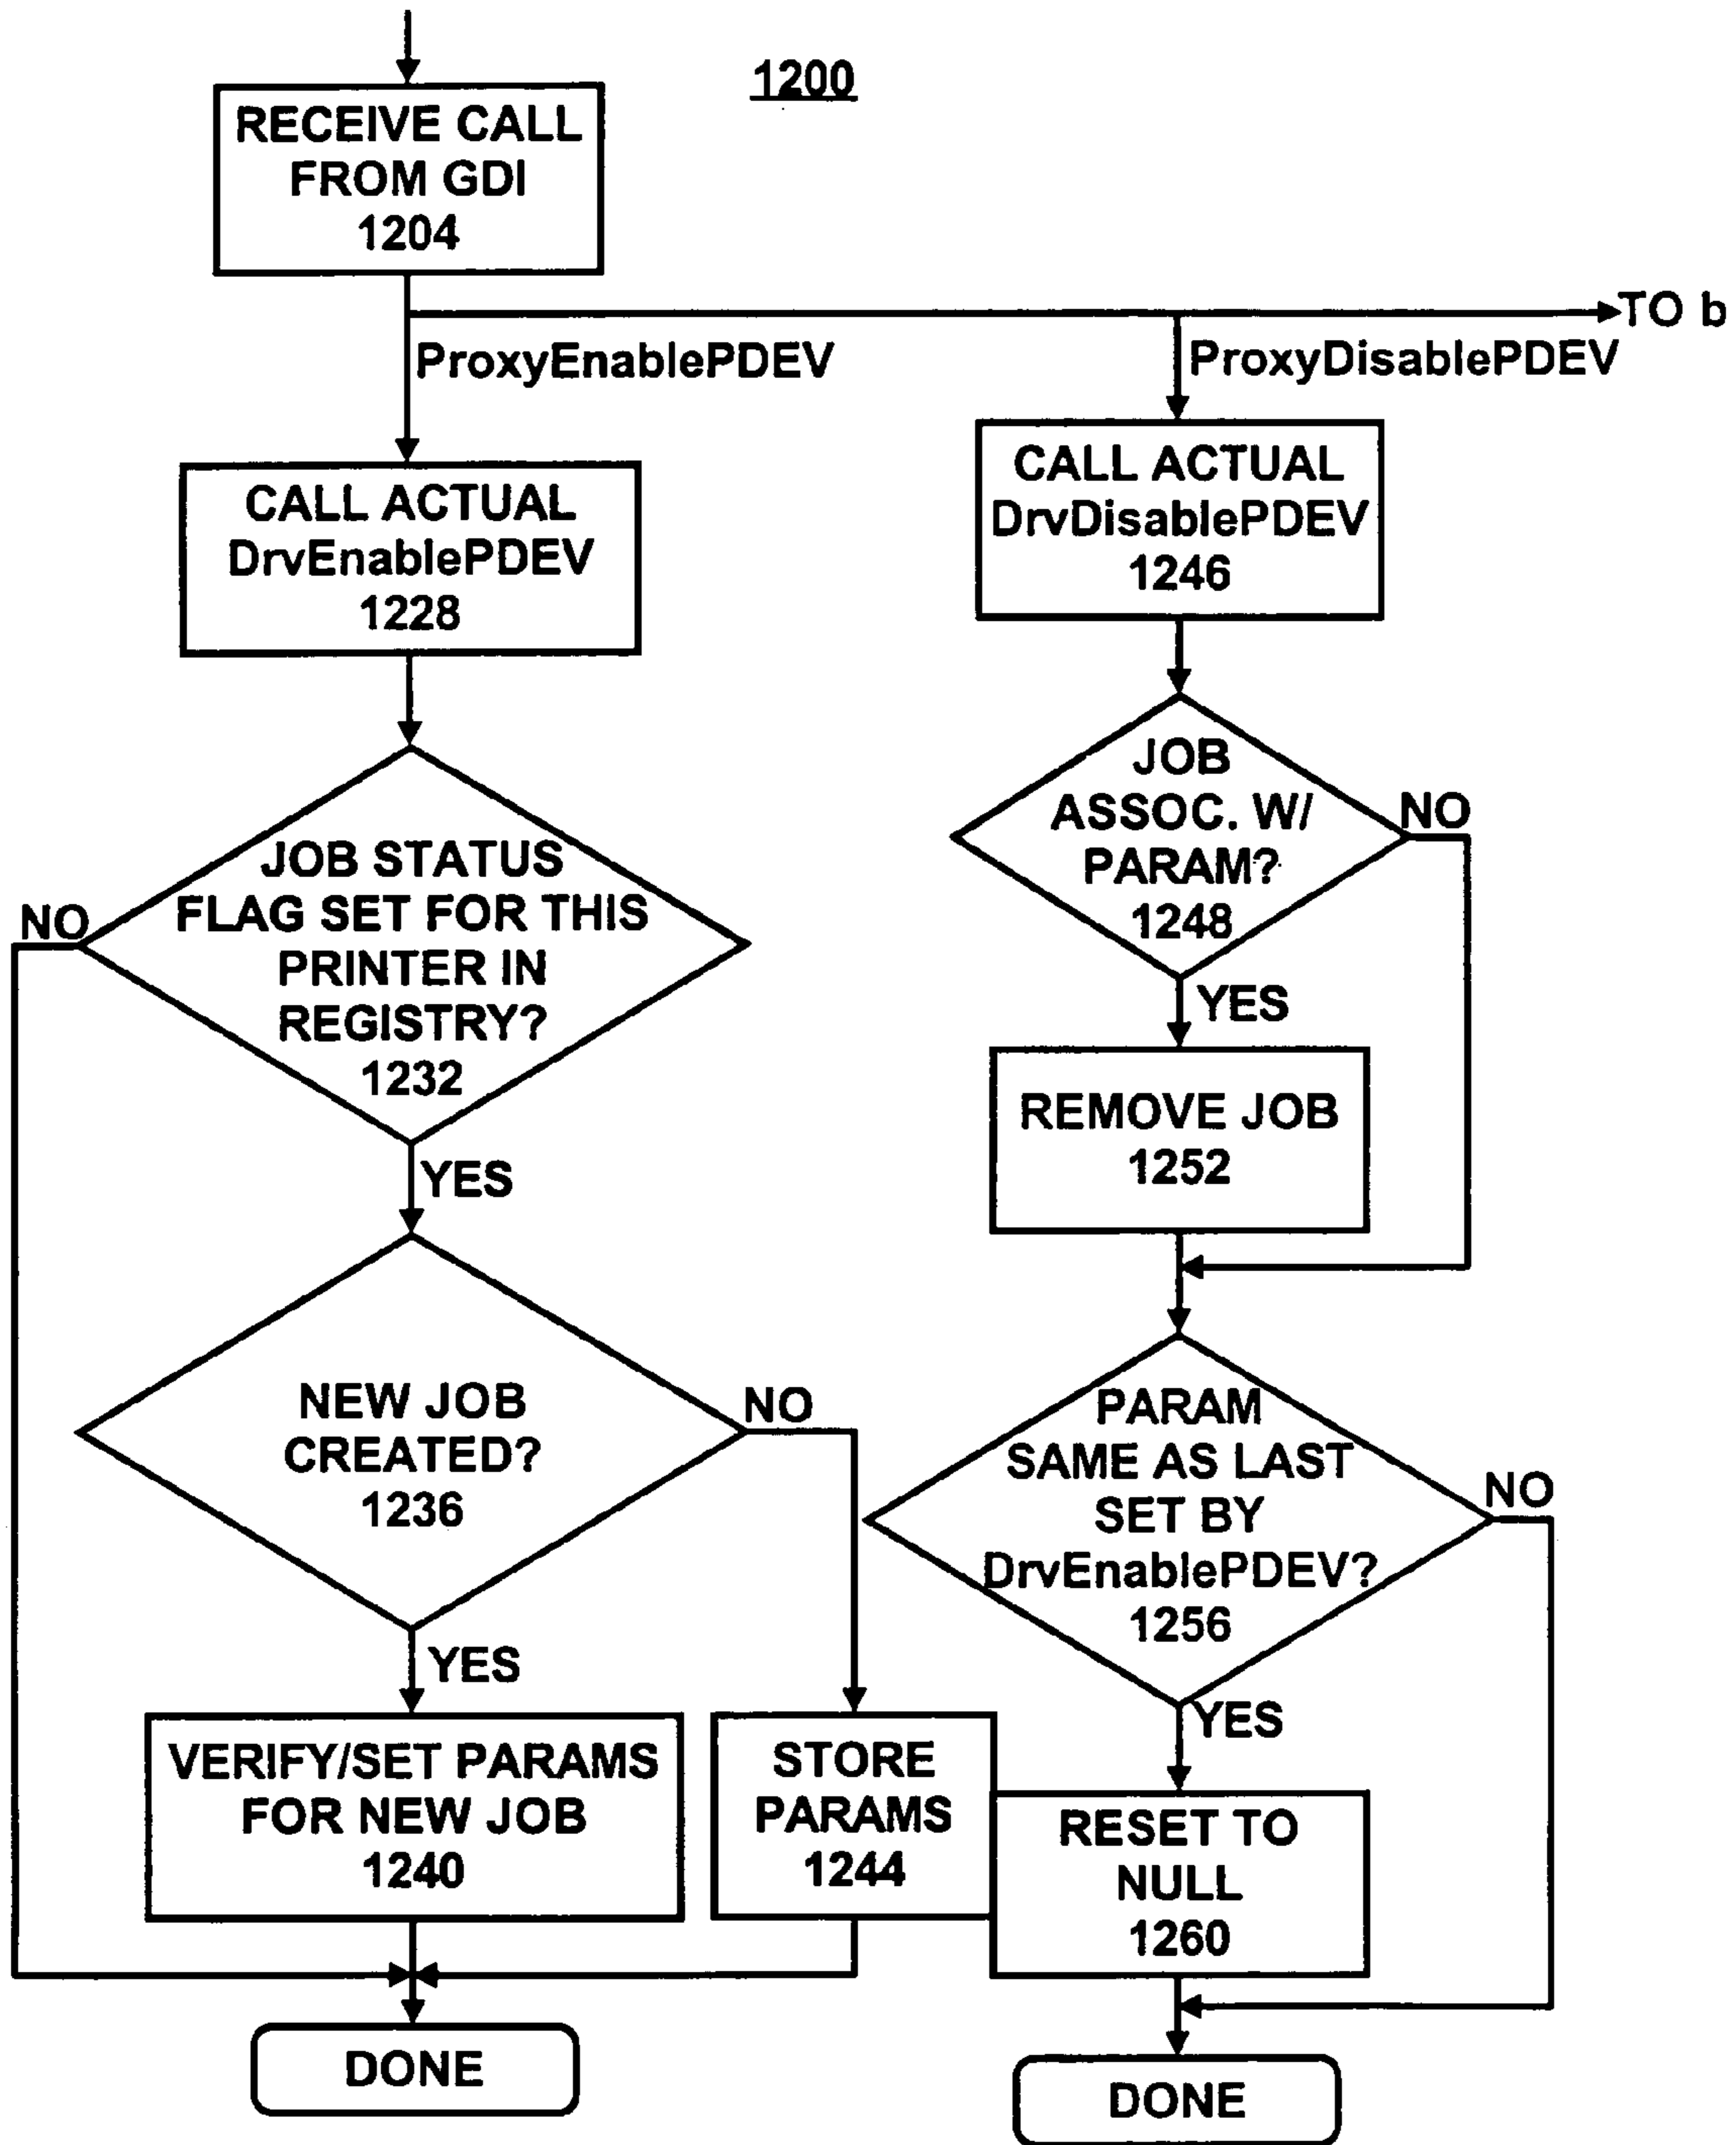 1200
RECEIVE CALL
FROM GDI
1204
TO b
ProxyEnablePDEV
CALL ACTUAL
DrvEnablePDEV
1228
JOB STATUS
FLAG SET FOR THIS
PRINTER IN
REGISTRY?
1232
NO
YES
NEW JOB
CREATED?
1236
NO
YES
VERIFY/SET PARAMS
FOR NEW JOB
1240
STORE
PARAMS
1244
DONE
ProxyDisablePDEV
CALL ACTUAL
DrvDisablePDEV
1246
JOB
ASSOC. W/
PARAM?
1248
NO
YES
REMOVE JOB
1252
PARAM
SAME AS LAST
SET BY
DrvEnablePDEV?
1256
NO
YES
RESET TO
NULL
1260
DONE